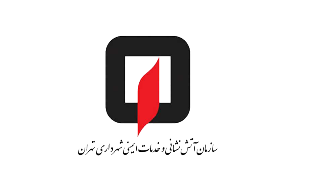 سازمان آتش نشانی و خدمات ایمنی شهرداری تهران